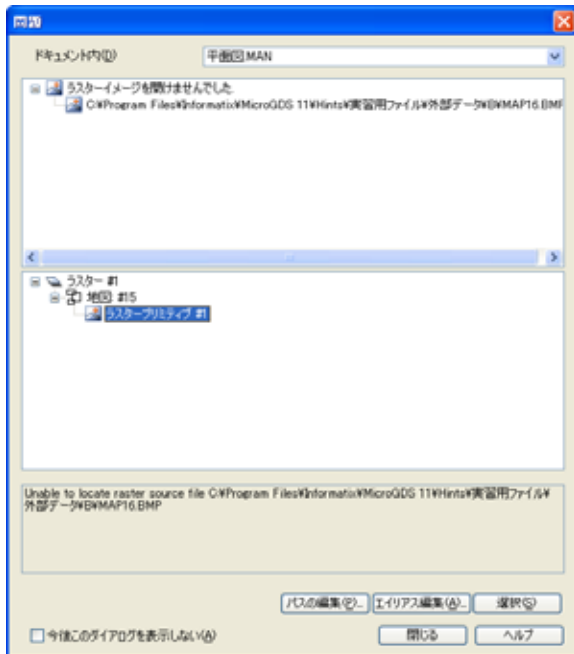 問題
ドキュメント内(D)
平面図.MAN
ラスターイメージを開けませんでした.
C:¥Program Files¥Informatix¥MicroGDS 11¥Hints¥実習用ファイル¥外部データ¥B¥MAP16.BMP
ラスター #1
地図 #15
ラスタープリミティブ #1
Unable to locate raster source file C:¥Program Files¥Informatix¥MicroGDS 11¥Hints¥実習用ファイル¥
外部データ¥B¥MAP16.BMP
パスの編集(P)... エイリアス編集(A)... 選択(S)
今後このダイアログを表示しない(A) 閉じる ヘルプ